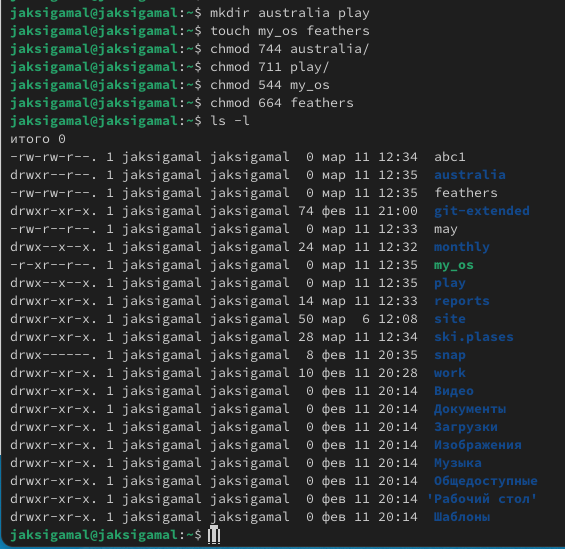 jaksigamal@jaksigamal:~$ mkdir australia play
jaksigamal@jaksigamal:~$ touch my_os feathers
jaksigamal@jaksigamal:~$ chmod 744 australia/
jaksigamal@jaksigamal:~$ chmod 711 play/
jaksigamal@jaksigamal:~$ chmod 544 my_os
jaksigamal@jaksigamal:~$ chmod 664 feathers
jaksigamal@jaksigamal:~$ ls -l
итого 0
-rw-rw-r--. 1 jaksigamal jaksigamal  0 мар 11 12:34  abc1
drwxr--r--. 1 jaksigamal jaksigamal  0 мар 11 12:35  australia
-rw-rw-r--. 1 jaksigamal jaksigamal  0 мар 11 12:35  feathers
drwxr-xr-x. 1 jaksigamal jaksigamal 74 фев 11 21:00  git-extended
-rw-r--r--. 1 jaksigamal jaksigamal  0 мар 11 12:33  may
drwx--x--x. 1 jaksigamal jaksigamal 24 мар 11 12:32  monthly
-r-xr--r--. 1 jaksigamal jaksigamal  0 мар 11 12:35  my_os
drwx--x--x. 1 jaksigamal jaksigamal  0 мар 11 12:35  play
drwxr-xr-x. 1 jaksigamal jaksigamal 14 мар 11 12:33  reports
drwxr-xr-x. 1 jaksigamal jaksigamal 50 мар  6 12:08  site
drwxr-xr-x. 1 jaksigamal jaksigamal 28 мар 11 12:34  ski.plases
drwx------. 1 jaksigamal jaksigamal  8 фев 11 20:35  snap
drwxr-xr-x. 1 jaksigamal jaksigamal 10 фев 11 20:28  work
drwxr-xr-x. 1 jaksigamal jaksigamal  0 фев 11 20:14  Видео
drwxr-xr-x. 1 jaksigamal jaksigamal  0 фев 11 20:14  Документы
drwxr-xr-x. 1 jaksigamal jaksigamal  0 фев 11 20:14  Загрузки
drwxr-xr-x. 1 jaksigamal jaksigamal  0 фев 11 20:14  Изображения
drwxr-xr-x. 1 jaksigamal jaksigamal  0 фев 11 20:14  Музыка
drwxr-xr-x. 1 jaksigamal jaksigamal  0 фев 11 20:14  Общедоступные
drwxr-xr-x. 1 jaksigamal jaksigamal  0 фев 11 20:14 'Рабочий стол'
drwxr-xr-x. 1 jaksigamal jaksigamal  0 фев 11 20:14  Шаблоны
jaksigamal@jaksigamal:~$